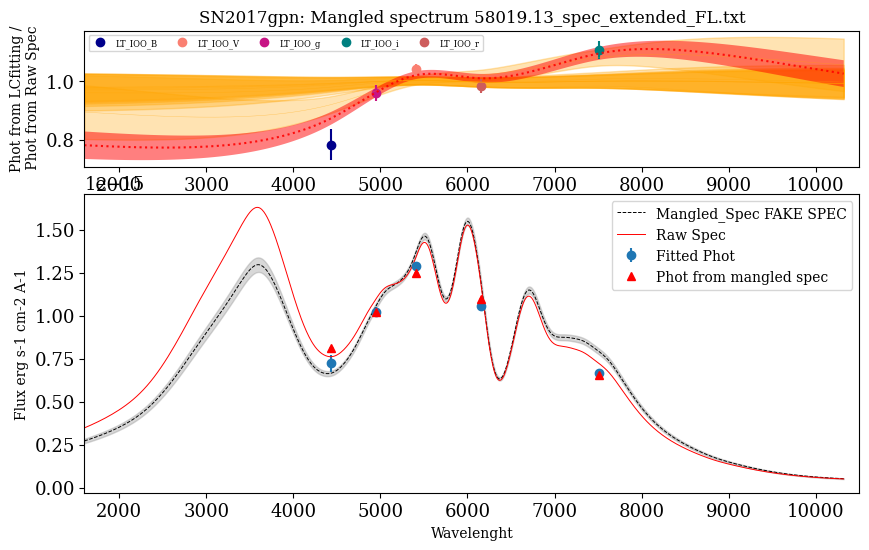 SN2017gpn: Mangled spectrum 58019.13_spec_extended_FL.txt
Phot from LCfitting /
Phot from Raw Spec
LT_IOO_B LT_IOO_V LT_IOO_g LT_IOO_i LT_IOO_r
1.0
0.8
2000 3000 4000 5000 6000 7000 8000 9000 10000
1e−15
Flux erg s-1 cm-2 A-1
Mangled_Spec FAKE SPEC
Raw Spec
Fitted Phot
Phot from mangled spec
1.50
1.25
1.00
0.75
0.50
0.25
0.00
2000 3000 4000 5000 6000 7000 8000 9000 10000
Wavelenght